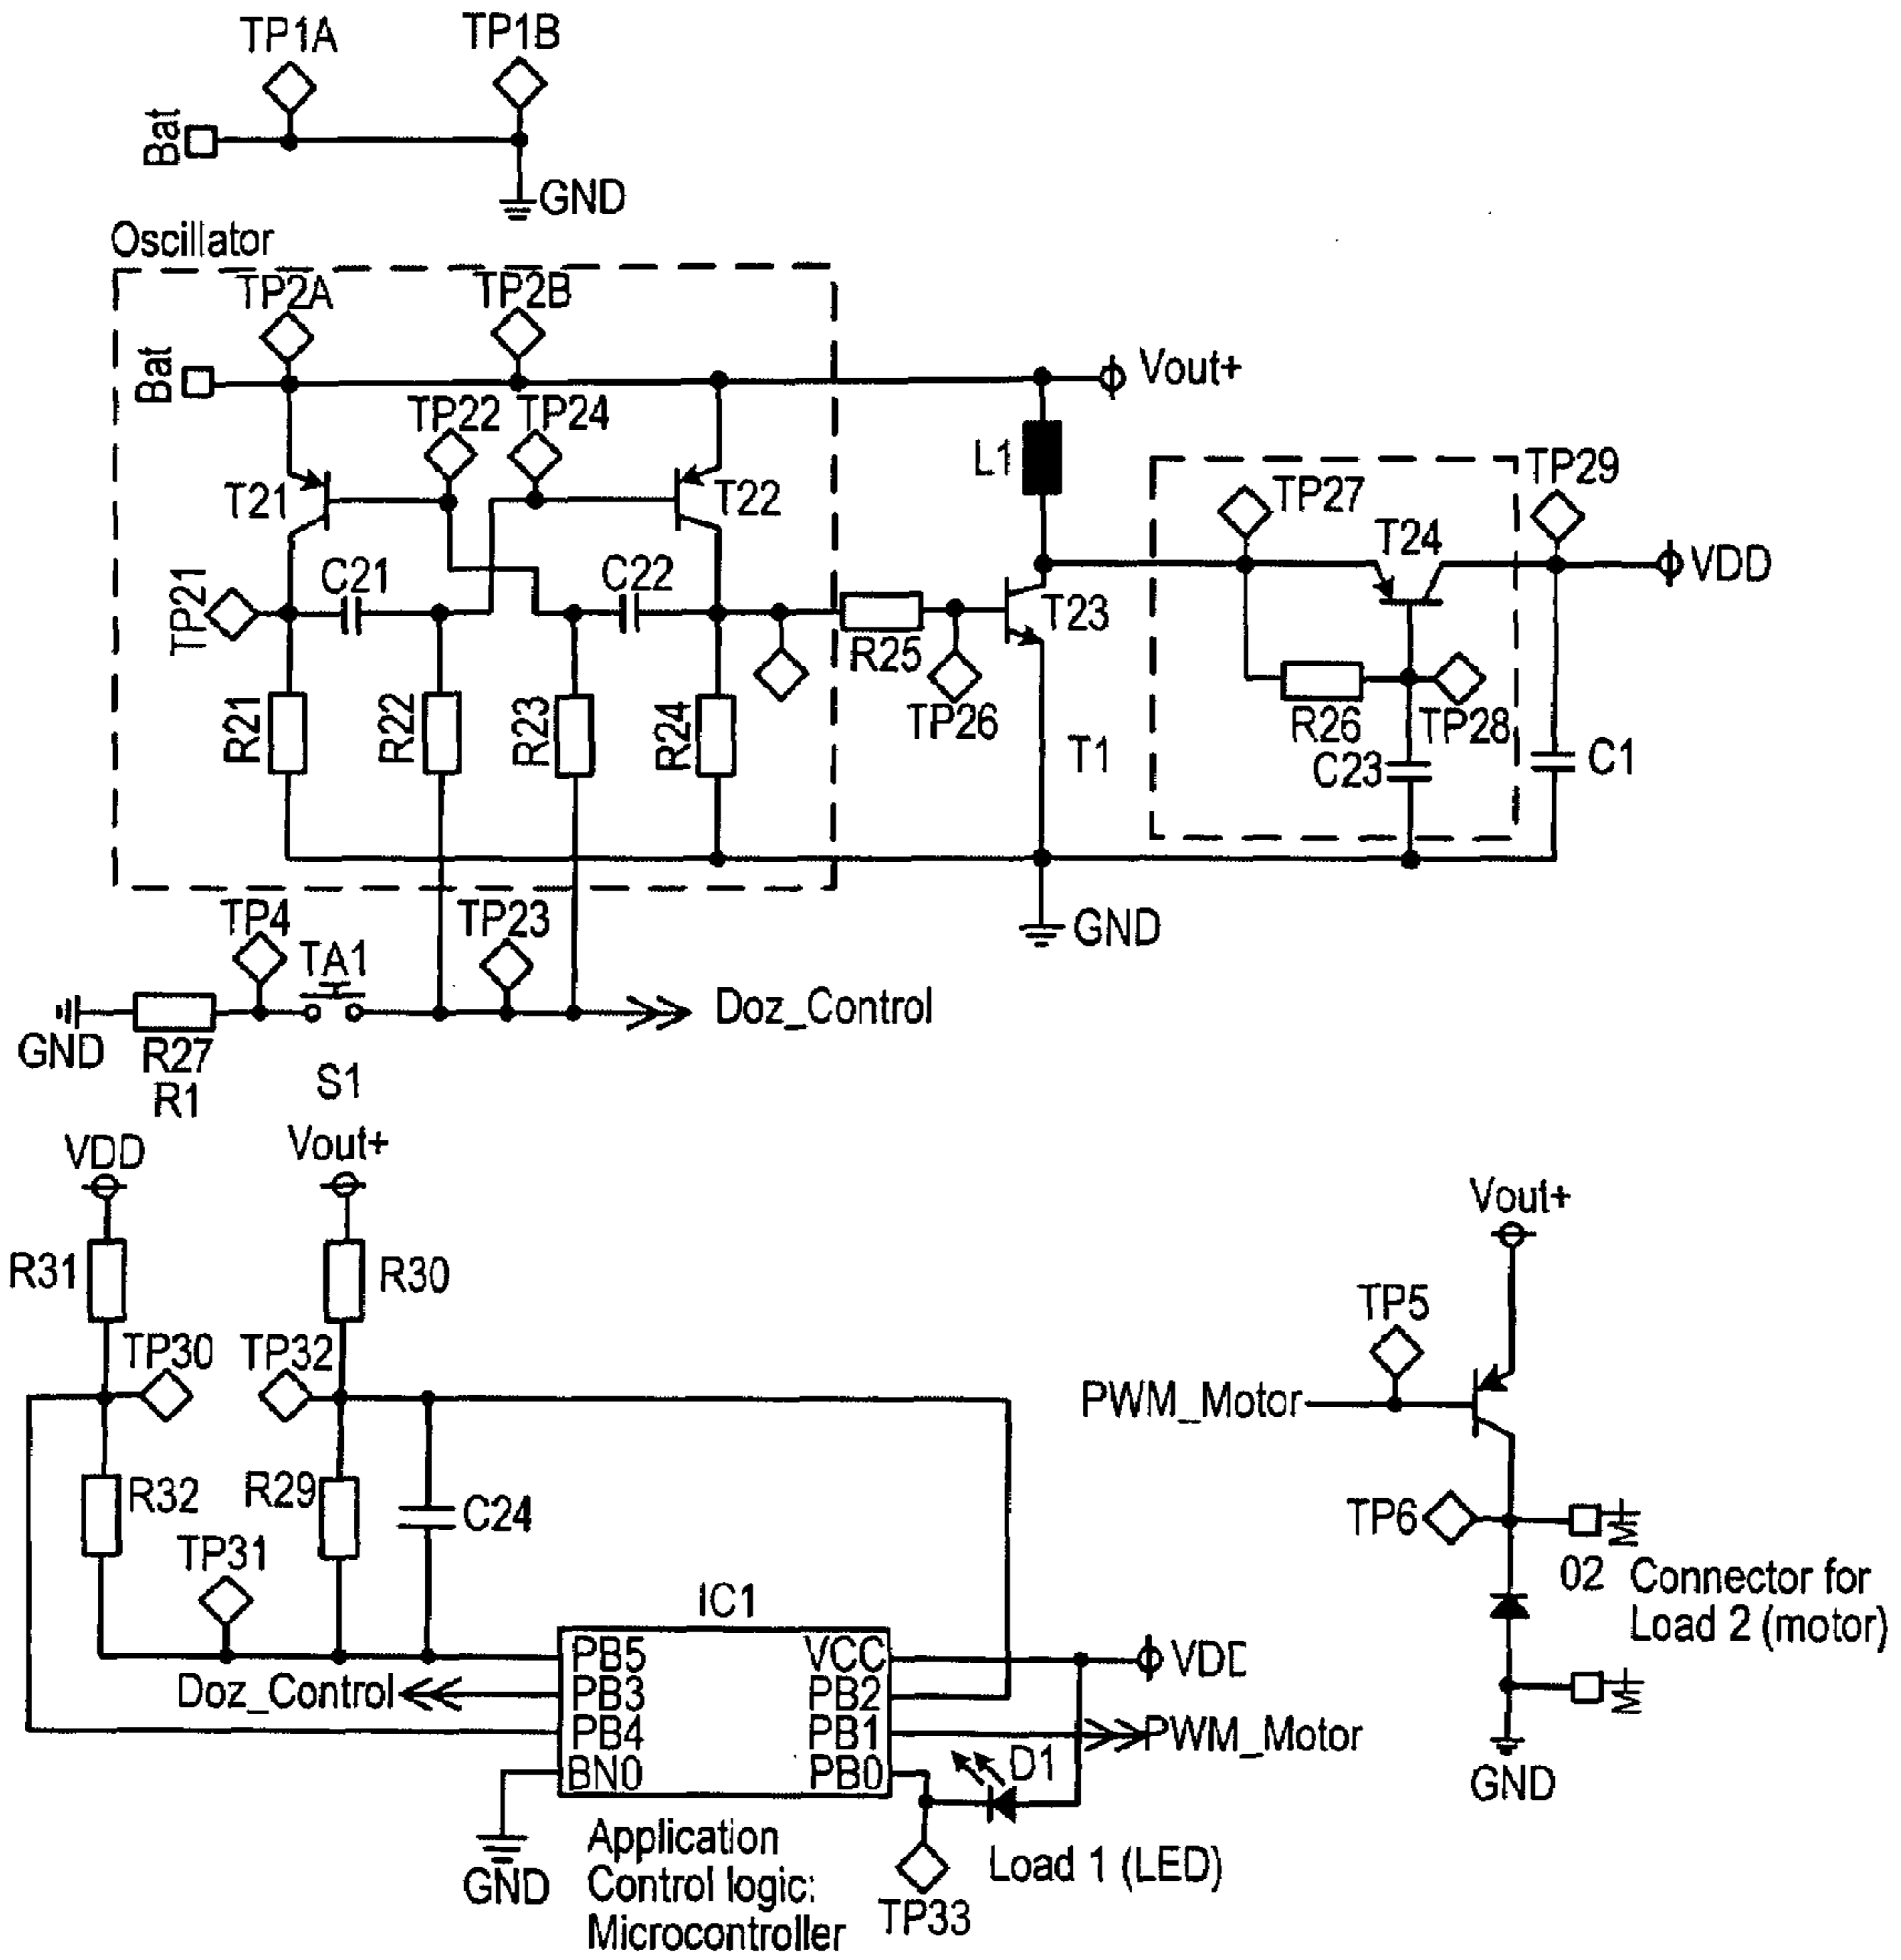 TP1A
TP1B
Bat
GND
Oscillator
TP2A
TP2B
Bat
Vout+
TP22
TP24
L1
TP29
T21
T22
TP27
T24
VDD
TP21
C21
C22
T23
R25
R21
R22
R23
R24
TP26
T1
R26
TP28
C23
C1
TP4
TA1
TP23
GND
Doz_Control
GND
R27
R1
S1
VDD
Vout+
Vout+
R31
R30
TP5
TP30
TP32
PWM_Motor
R32
R29
C24
TP6
TP31
02
Connector for
Load 2 (motor)
IC1
PB5
VCC
VDD
Doz_Control
PB3
PB2
PB4
PB1
PWM_Motor
BN0
PB0
D1
GND
GND
Application
Control logic:
Microcontroller
Load 1 (LED)
TP33